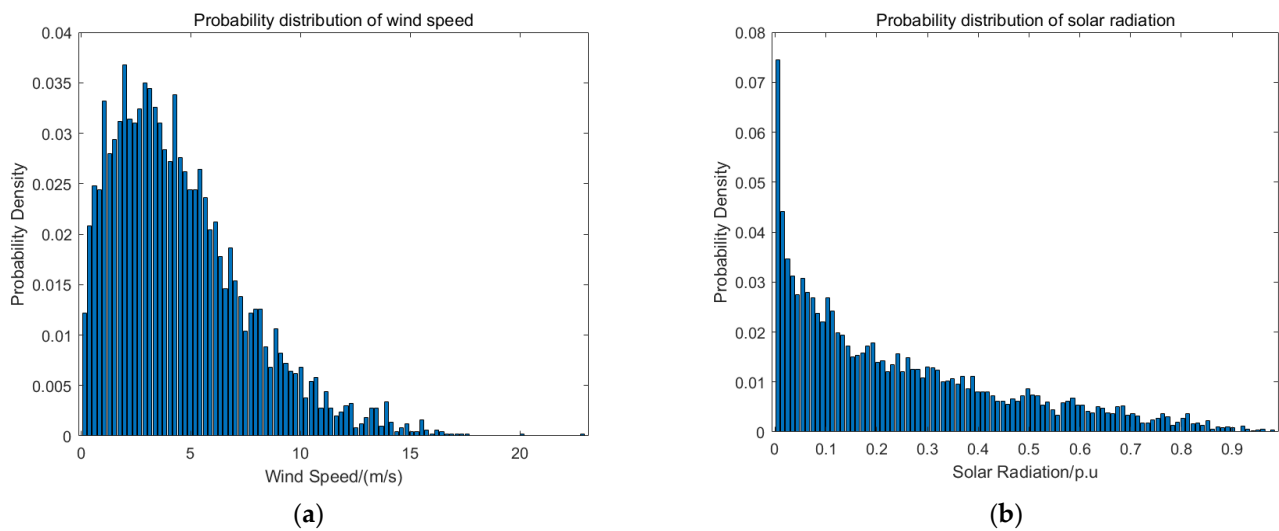 Probability distribution of wind speed
0.04
0.035
0.03
0.025
0.02
0.015
0.01
0.005
0
Probability Density
0 5 10 15 20
Wind Speed/(m/s)
(a)
Probability distribution of solar radiation
0.08
0.07
0.06
0.05
0.04
0.03
0.02
0.01
0
Probability Density
0 0.1 0.2 0.3 0.4 0.5 0.6 0.7 0.8 0.9
Solar Radiation/p.u
(b)